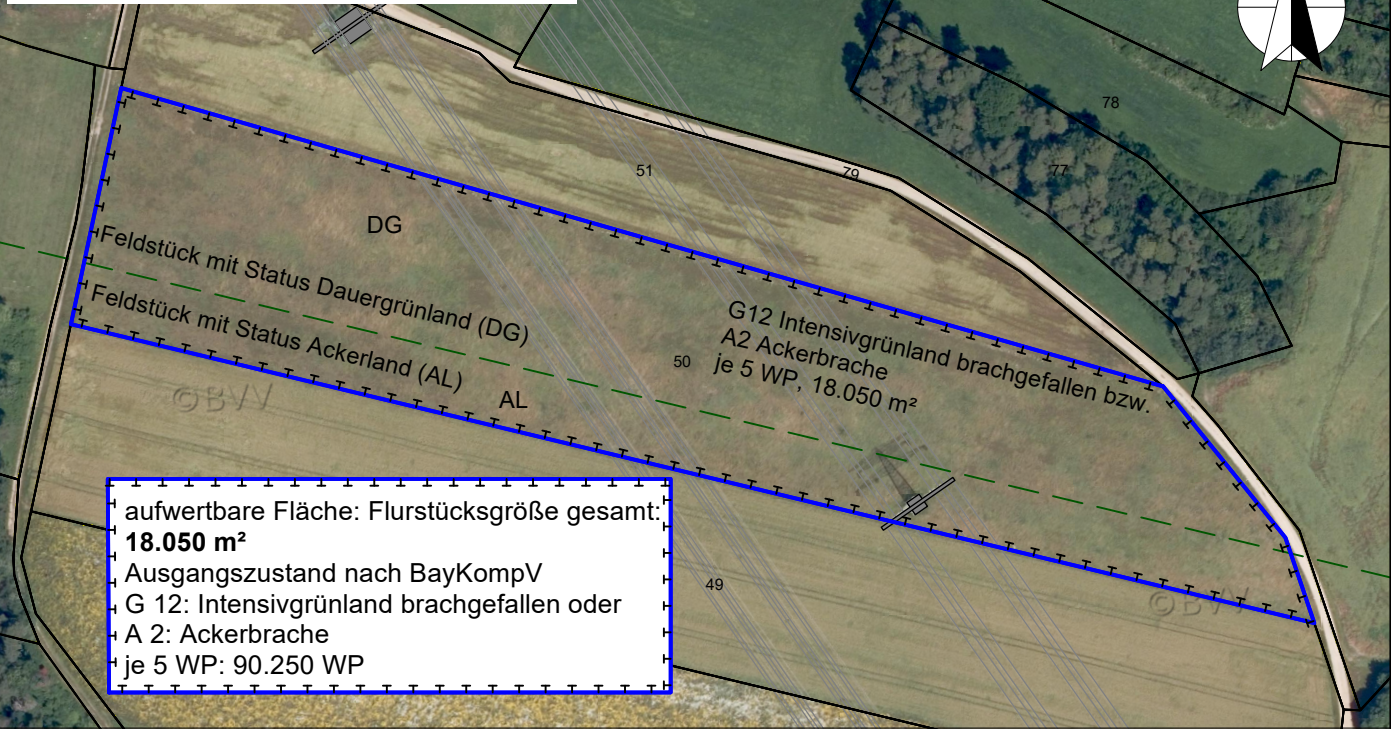 78
51
79
77
DG
Feldstück mit Status Dauergrünland (DG)
Feldstück mit Status Ackerland (AL)
G12 Intensivgrünland brachgefallen bzw.
A2 Ackerbrache
je 5 WP, 18.050 m²
50
©BVV
AL
aufwertbare Fläche: Flurstücksgröße gesamt:
18.050 m²
Ausgangszustand nach BayKompV
G 12: Intensivgrünland brachgefallen oder
A 2: Ackerbrache
je 5 WP: 90.250 WP
49
©BVV